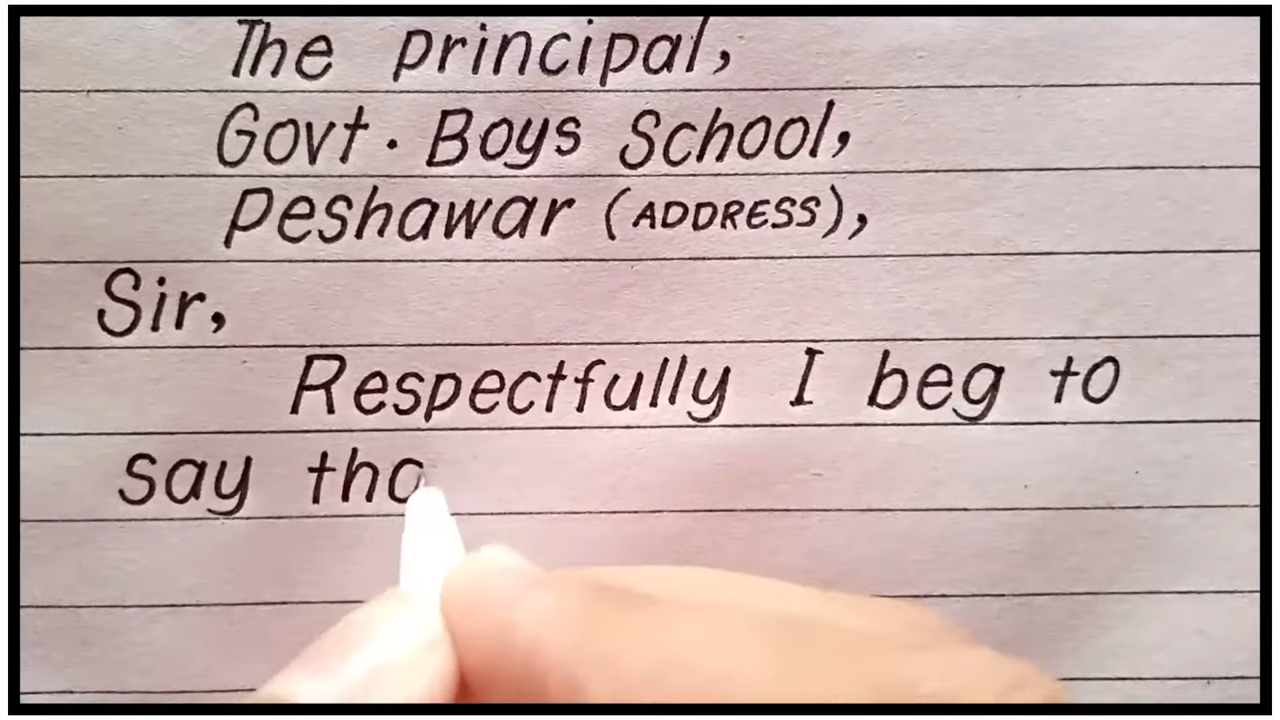 The principal,
Govt. Boys School,
Peshawar (ADDRESS),
Sir,
Respectfully I beg to
say tha